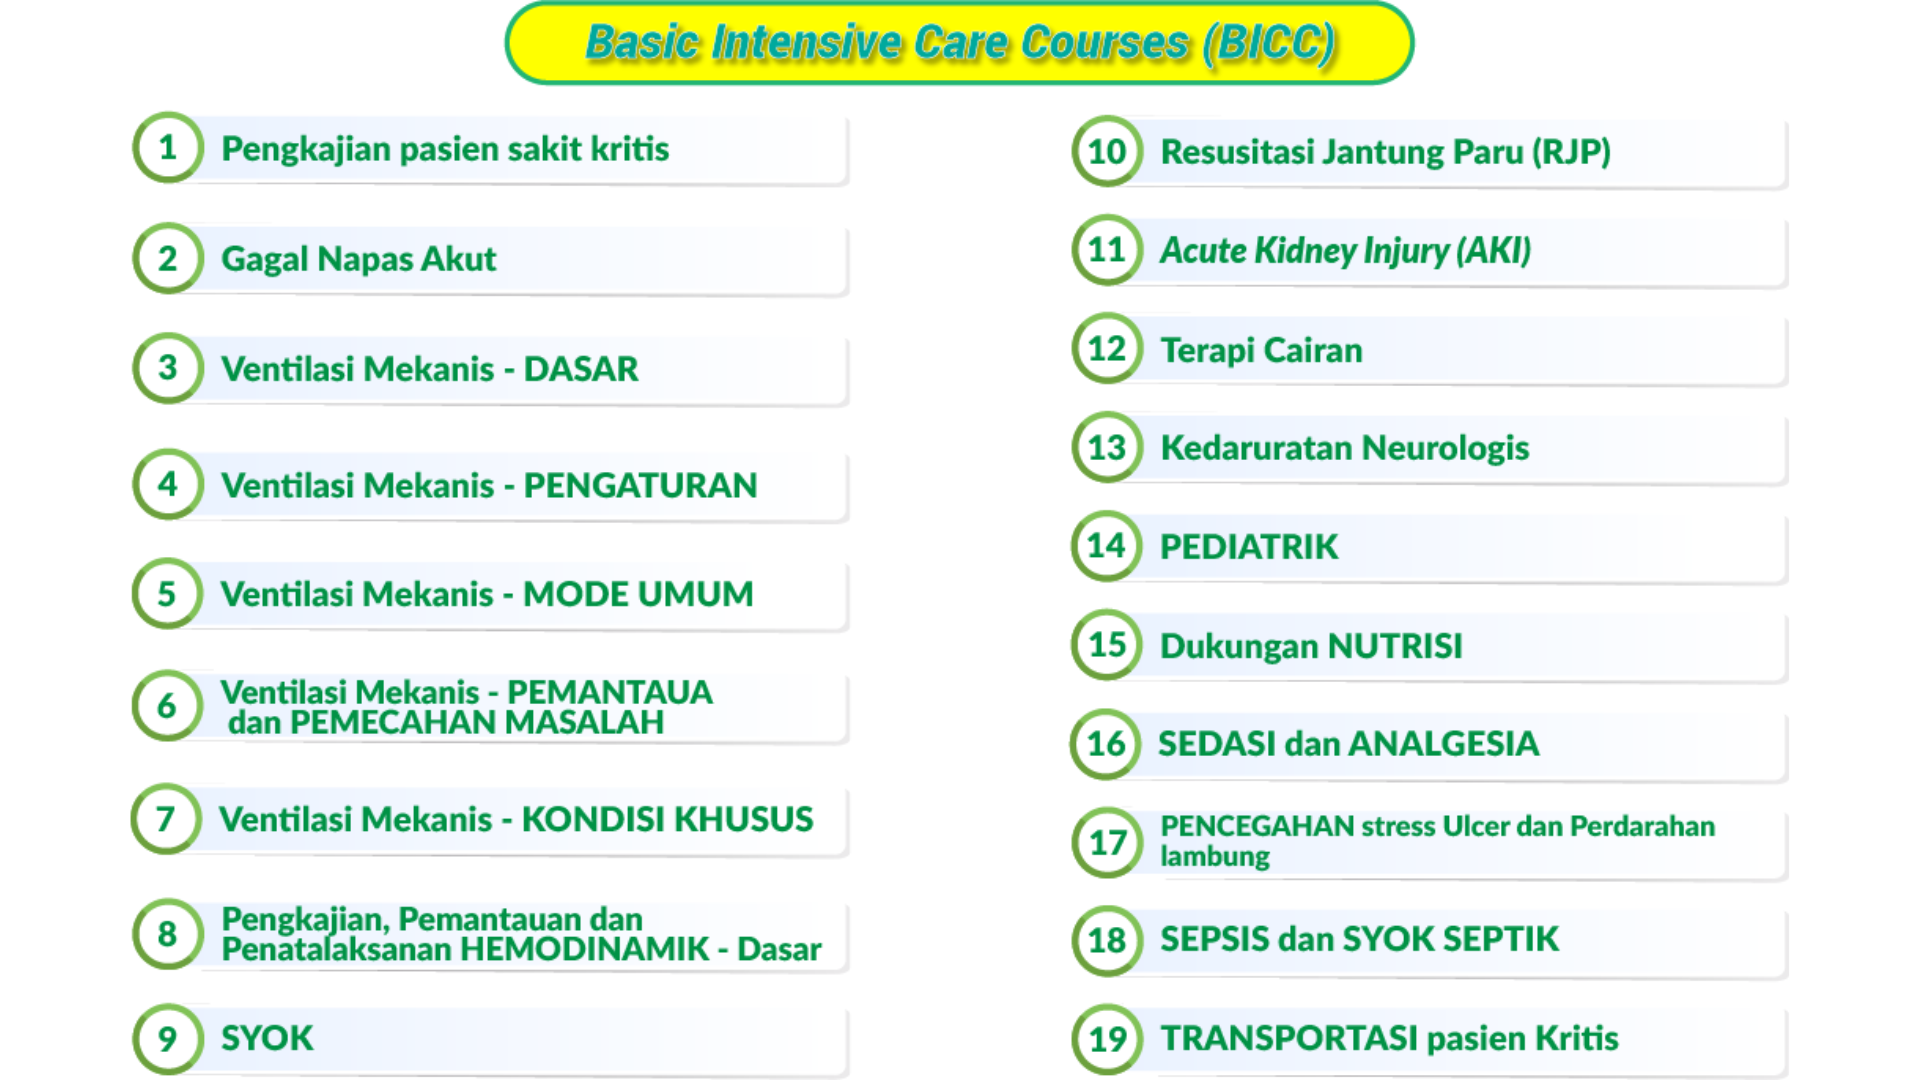 Basic Intensive Care Courses (BICC)
1 Pengkajian pasien sakit kritis
2 Gagal Napas Akut
3 Ventilasi Mekanis - DASAR
4 Ventilasi Mekanis - PENGATURAN
5 Ventilasi Mekanis - MODE UMUM
6 Ventilasi Mekanis - PEMANTAUA
dan PEMECAHAN MASALAH
7 Ventilasi Mekanis - KONDISI KHUSUS
8 Pengkajian, Pemantauan dan
Penatalaksanan HEMODINAMIK - Dasar
9 SYOK
10 Resusitasi Jantung Paru (RJP)
11 Acute Kidney Injury (AKI)
12 Terapi Cairan
13 Kedaruratan Neurologis
14 PEDIATRIK
15 Dukungan NUTRISI
16 SEDASI dan ANALGESIA
17 PENCEGAHAN stress Ulcer dan Perdarahan
lambung
18 SEPSIS dan SYOK SEPTIK
19 TRANSPORTASI pasien Kritis